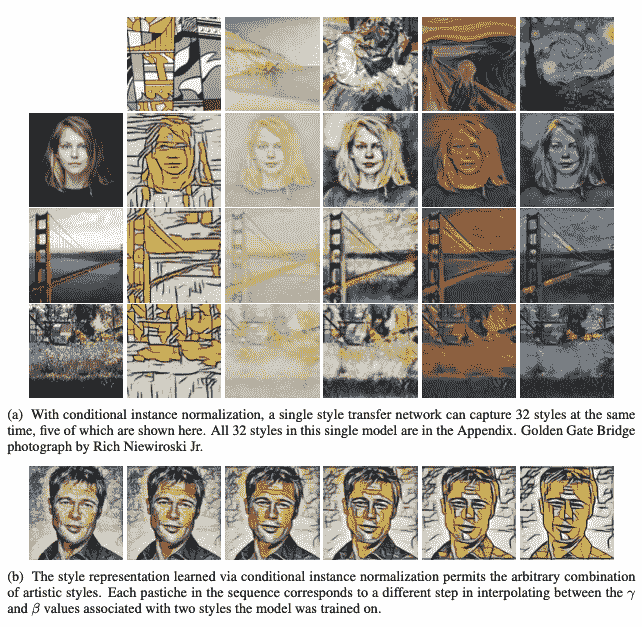 (a) With conditional instance normalization, a single style transfer network can capture 32 styles at the same
time, five of which are shown here. All 32 styles in this single model are in the Appendix. Golden Gate Bridge
photograph by Rich Niewiroski Jr.
(b) The style representation learned via conditional instance normalization permits the arbitrary combination
of artistic styles. Each pastiche in the sequence corresponds to a different step in interpolating between the γ
and β values associated with two styles the model was trained on.